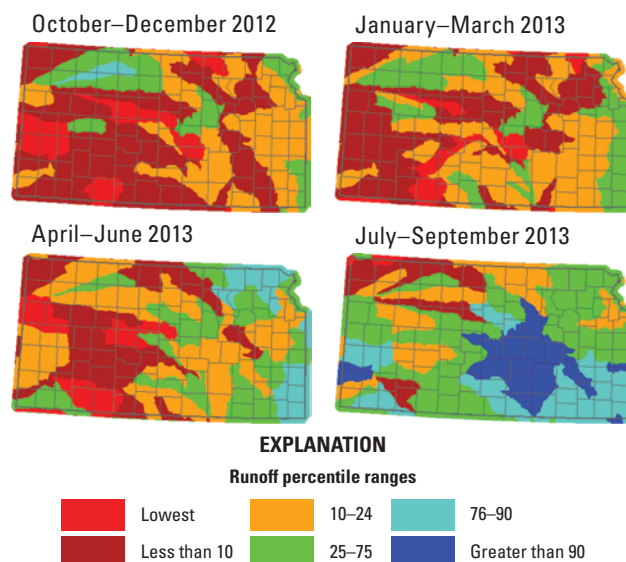 October–December 2012
January–March 2013
April–June 2013
July–September 2013
EXPLANATION
Runoff percentile ranges
Lowest
10–24
76–90
Less than 10
25–75
Greater than 90